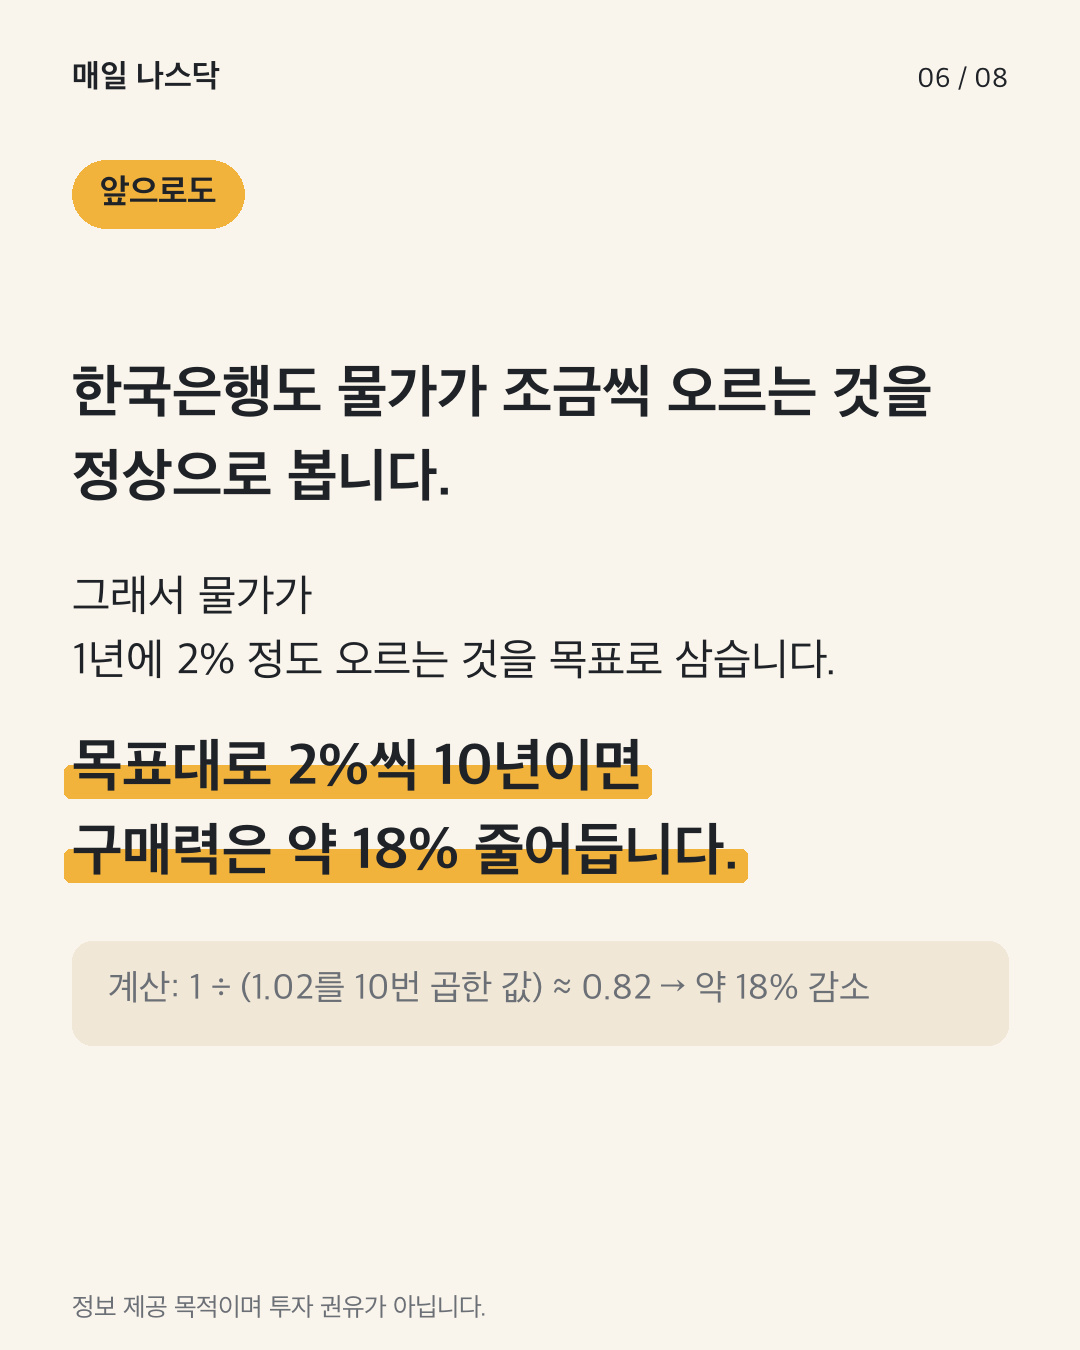 매일 나스닥
06 / 08
앞으로도
한국은행도 물가가 조금씩 오르는 것을
정상으로 봅니다.
그래서 물가가
1년에 2% 정도 오르는 것을 목표로 삼습니다.
목표대로 2%씩 10년이면
구매력은 약 18% 줄어듭니다.
계산: 1 ÷ (1.02를 10번 곱한 값) ≈ 0.82 → 약 18% 감소
정보 제공 목적이며 투자 권유가 아닙니다.